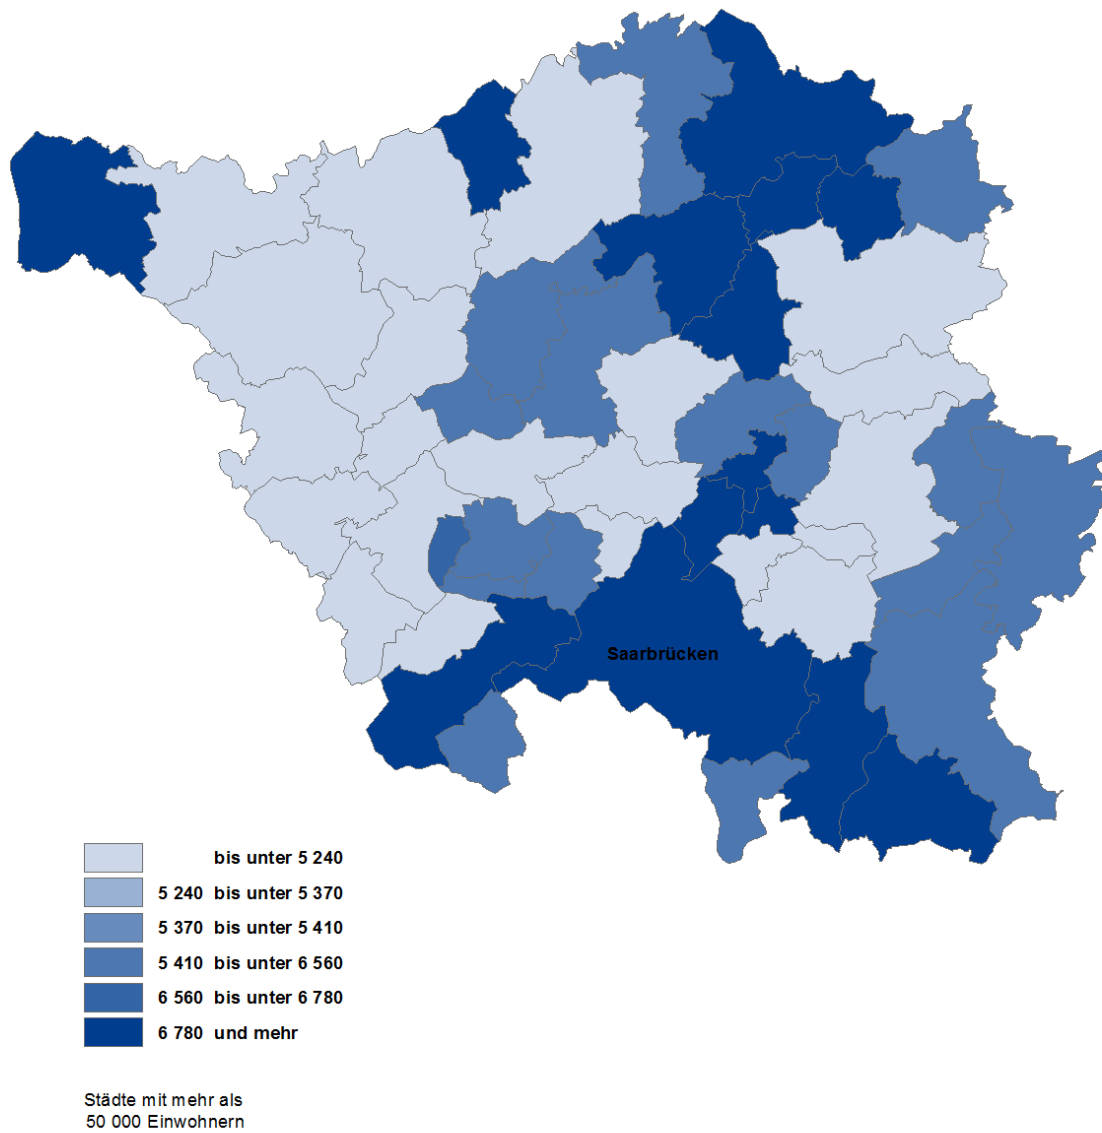 Saarbrücken
bis unter 5 240
5 240 bis unter 5 370
5 370 bis unter 5 410
5 410 bis unter 6 560
6 560 bis unter 6 780
6 780 und mehr
Städte mit mehr als
50 000 Einwohnern